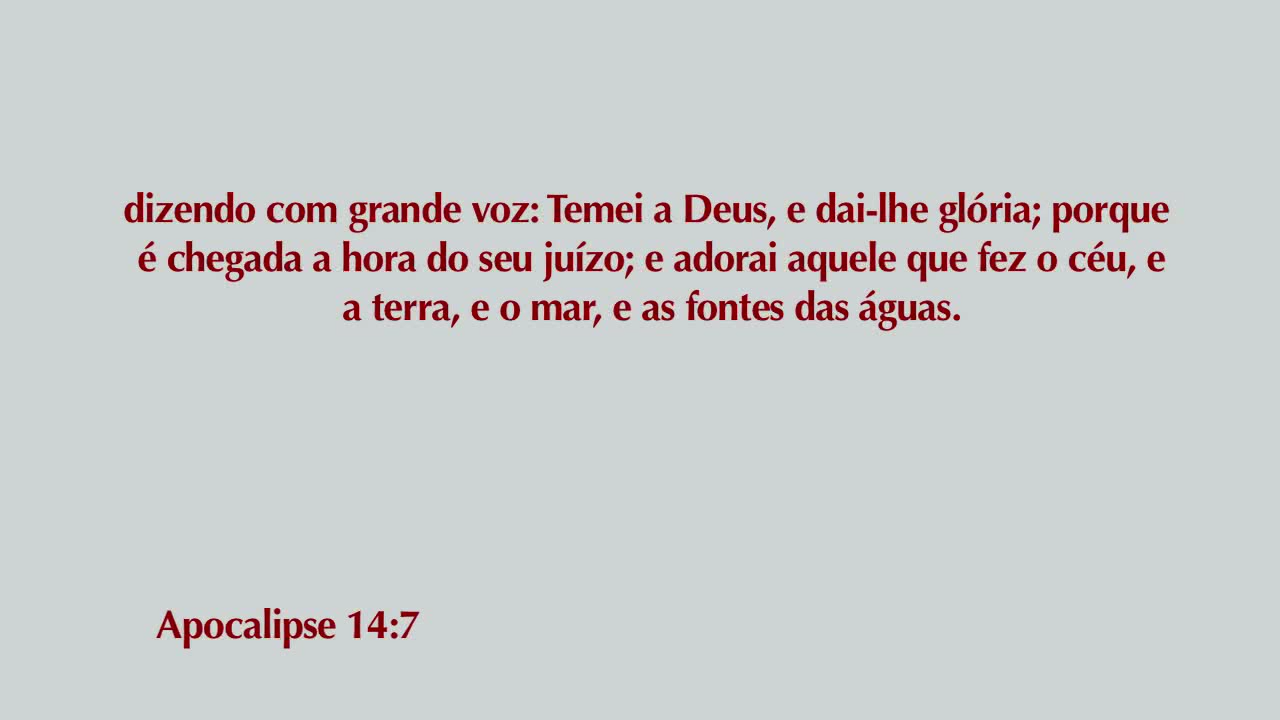 dizendo com grande voz: Temei a Deus, e dai-lhe glória; porque
é chegada a hora do seu juízo; e adorai aquele que fez o céu, e
a terra, e o mar, e as fontes das águas.
Apocalipse 14:7